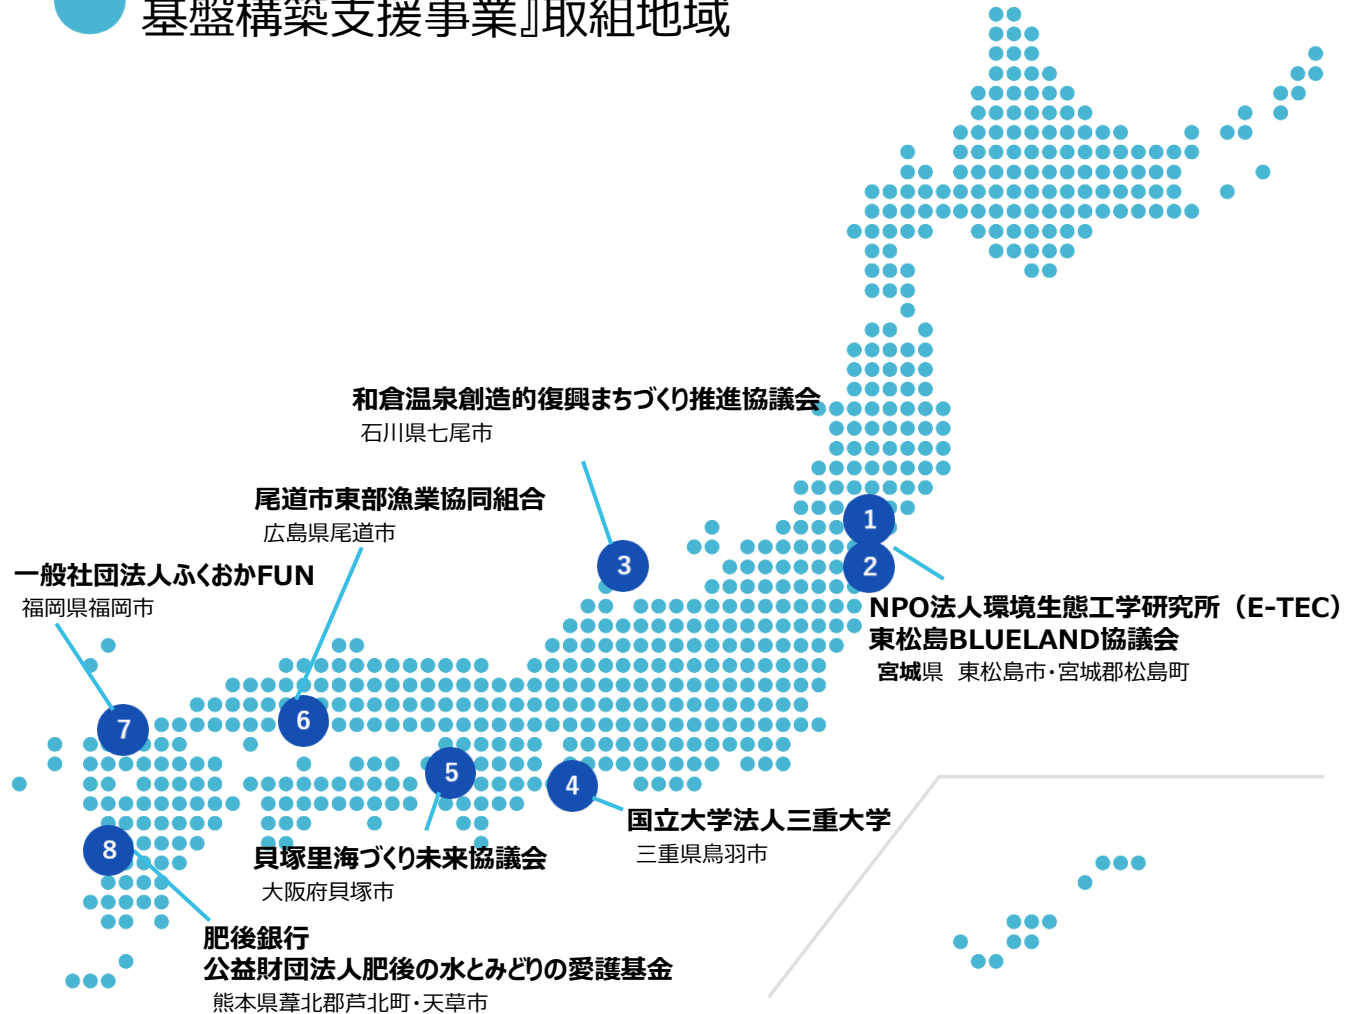 基盤構築支援事業』取組地域
和倉温泉創造的復興まちづくり推進協議会
石川県七尾市
尾道市東部漁業協同組合
広島県尾道市
一般社団法人ふくおかFUN
福岡県福岡市
1
2
3
NPO法人環境生態工学研究所（E-TEC）
東松島BLUELAND協議会
宮城県　東松島市・宮城郡松島町
7
6
5
4
国立大学法人三重大学
三重県鳥羽市
8
貝塚里海づくり未来協議会
大阪府貝塚市
肥後銀行
公益財団法人肥後の水とみどりの愛護基金
熊本県葦北郡芦北町・天草市